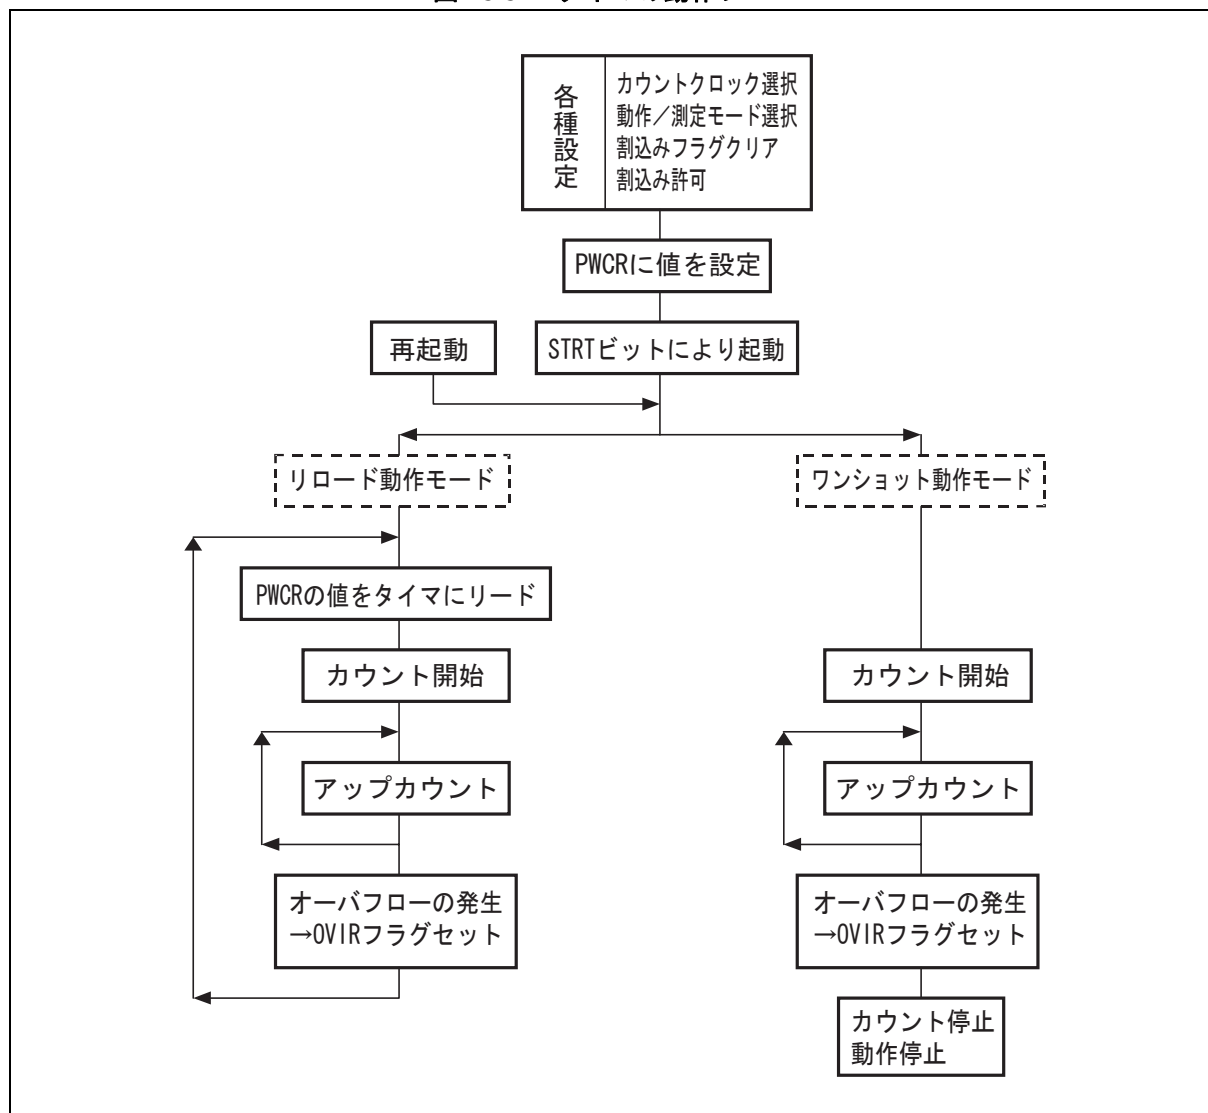 各種設定
カウントクロック選択
動作／測定モード選択
割込みフラグクリア
割込み許可
PWCRに値を設定
再起動
STRTビットにより起動
リロード動作モード
ワンショット動作モード
PWCRの値をタイマにリード
カウント開始
カウント開始
アップカウント
アップカウント
オーバフローの発生
→OVIRフラグセット
オーバフローの発生
→OVIRフラグセット
カウント停止
動作停止